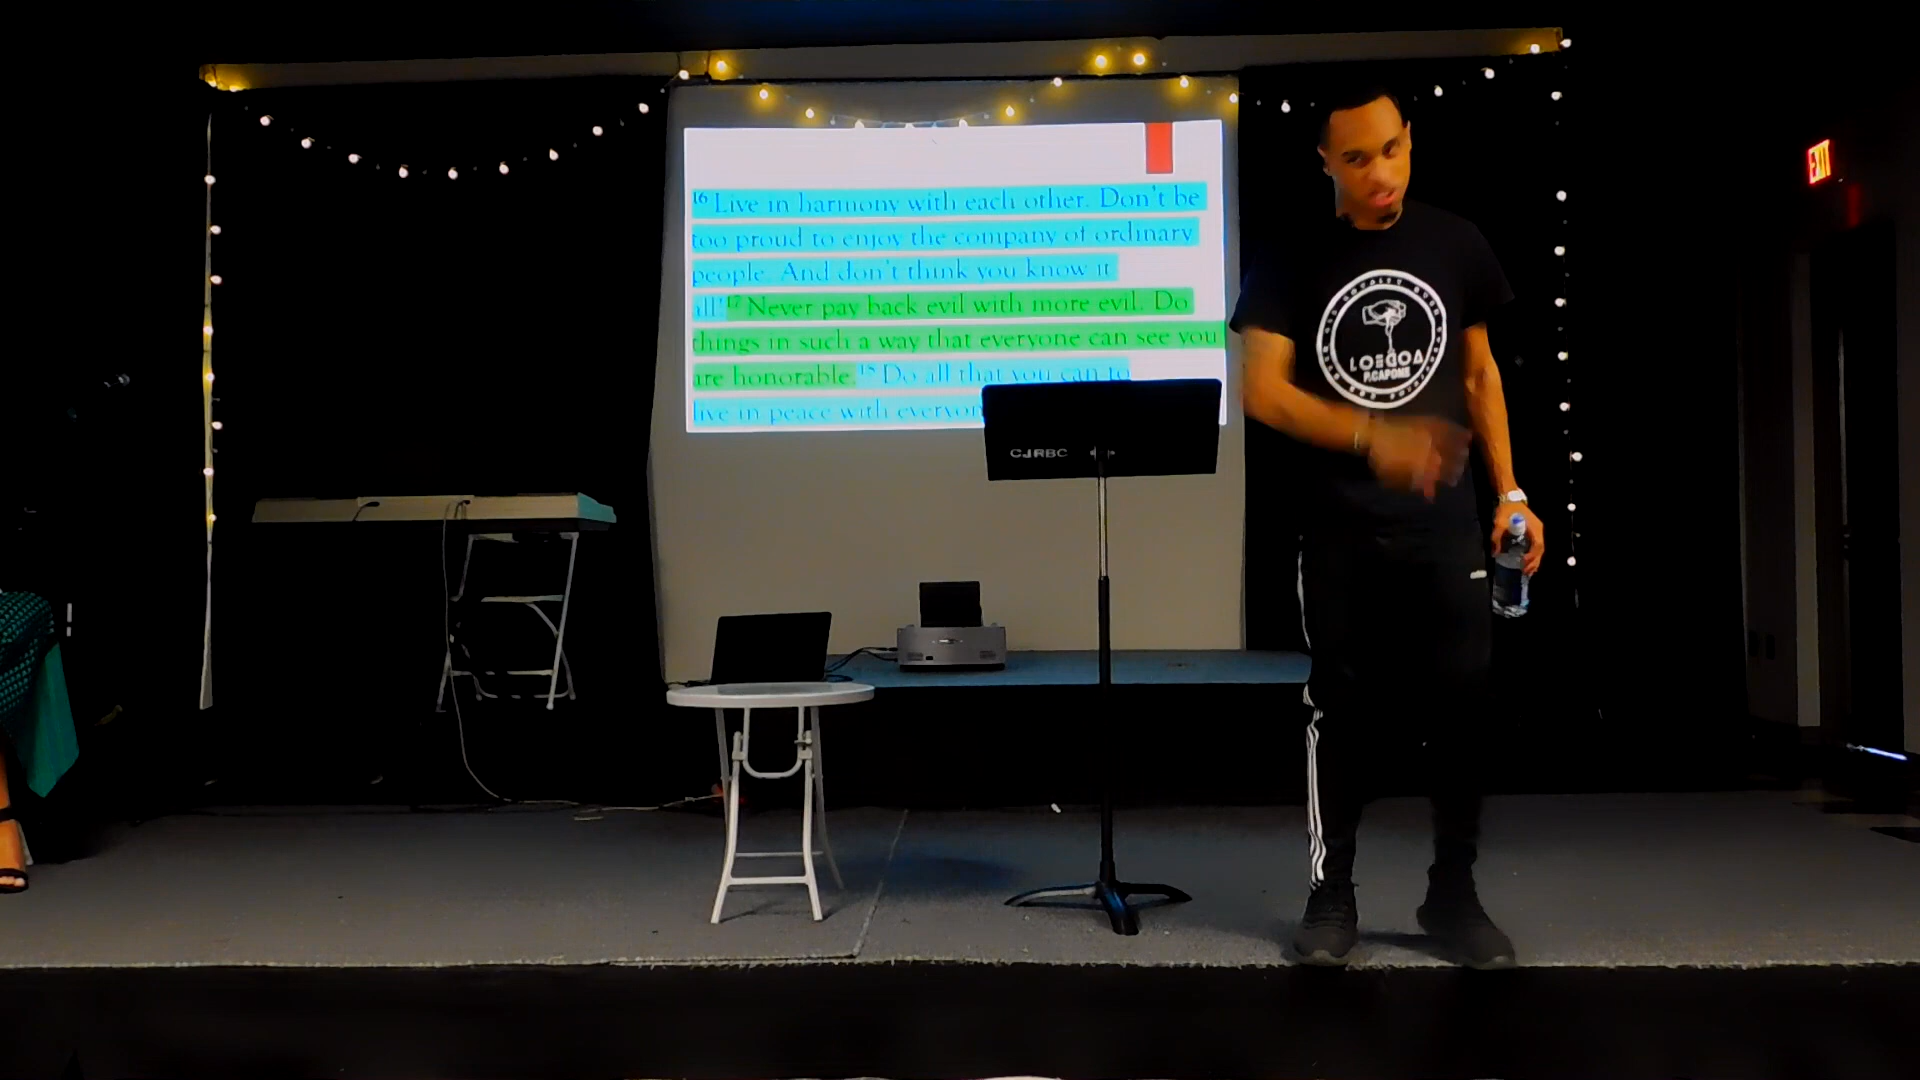 16 Live in harmony with each other. Don't be
too proud to enjoy the company of ordinary
people. And don't think you know it
all! 17 Never pay back evil with more evil. Do
things in such a way that everyone can see you
are honorable. Do all that you can to
live in peace with everyon
CJRBC
P.CAPONE
EXIT